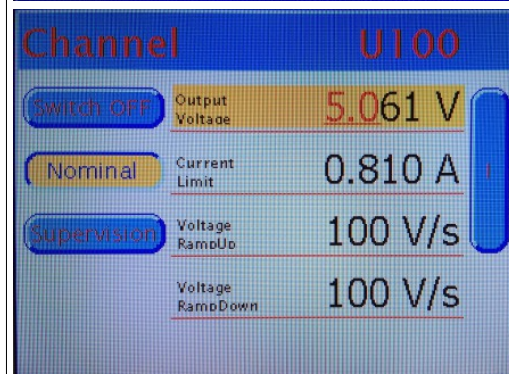 Channel U100
Switch OFF Output Voltage 5.061 V
Nominal Current Limit 0.810 A
Supervision Voltage RampUp 100 V/s
Voltage RampDown 100 V/s